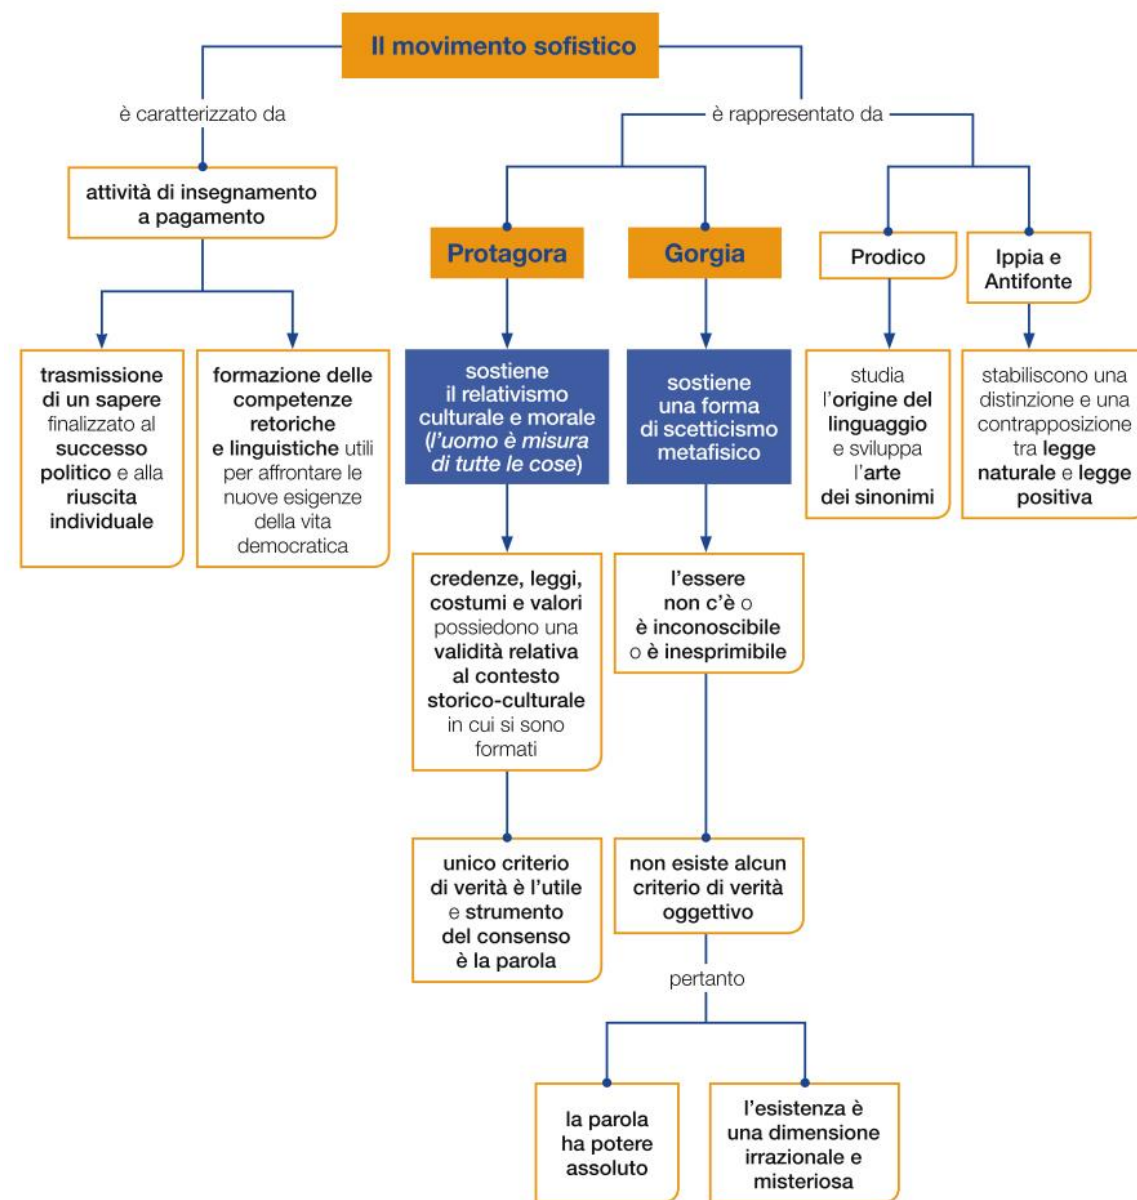 Il movimento sofistico
è caratterizzato da
è rappresentato da
attività di insegnamento
a pagamento
Protagora
Gorgia
Prodico
Ippia e
Antifonte
trasmissione
di un sapere
finalizzato al
successo
politico e alla
riuscita
individuale
formazione delle
competenze
retoriche
e linguistiche utili
per affrontare le
nuove esigenze
della vita
democratica
sostiene
il relativismo
culturale e morale
(l'uomo è misura
di tutte le cose)
sostiene
una forma
di scetticismo
metafisico
studia
l'origine del
linguaggio
e sviluppa
l'arte
dei sinonimi
stabiliscono una
distinzione e una
contrapposizione
tra legge
naturale e legge
positiva
credenze, leggi,
costumi e valori
possiedono una
validità relativa
al contesto
storico-culturale
in cui si sono
formati
l'essere
non c'è o
è inconoscibile
o è inesprimibile
unico criterio
di verità è l'utile
e strumento
del consenso
è la parola
non esiste alcun
criterio di verità
oggettivo
pertanto
la parola
ha potere
assoluto
l'esistenza è
una dimensione
irrazionale e
misteriosa